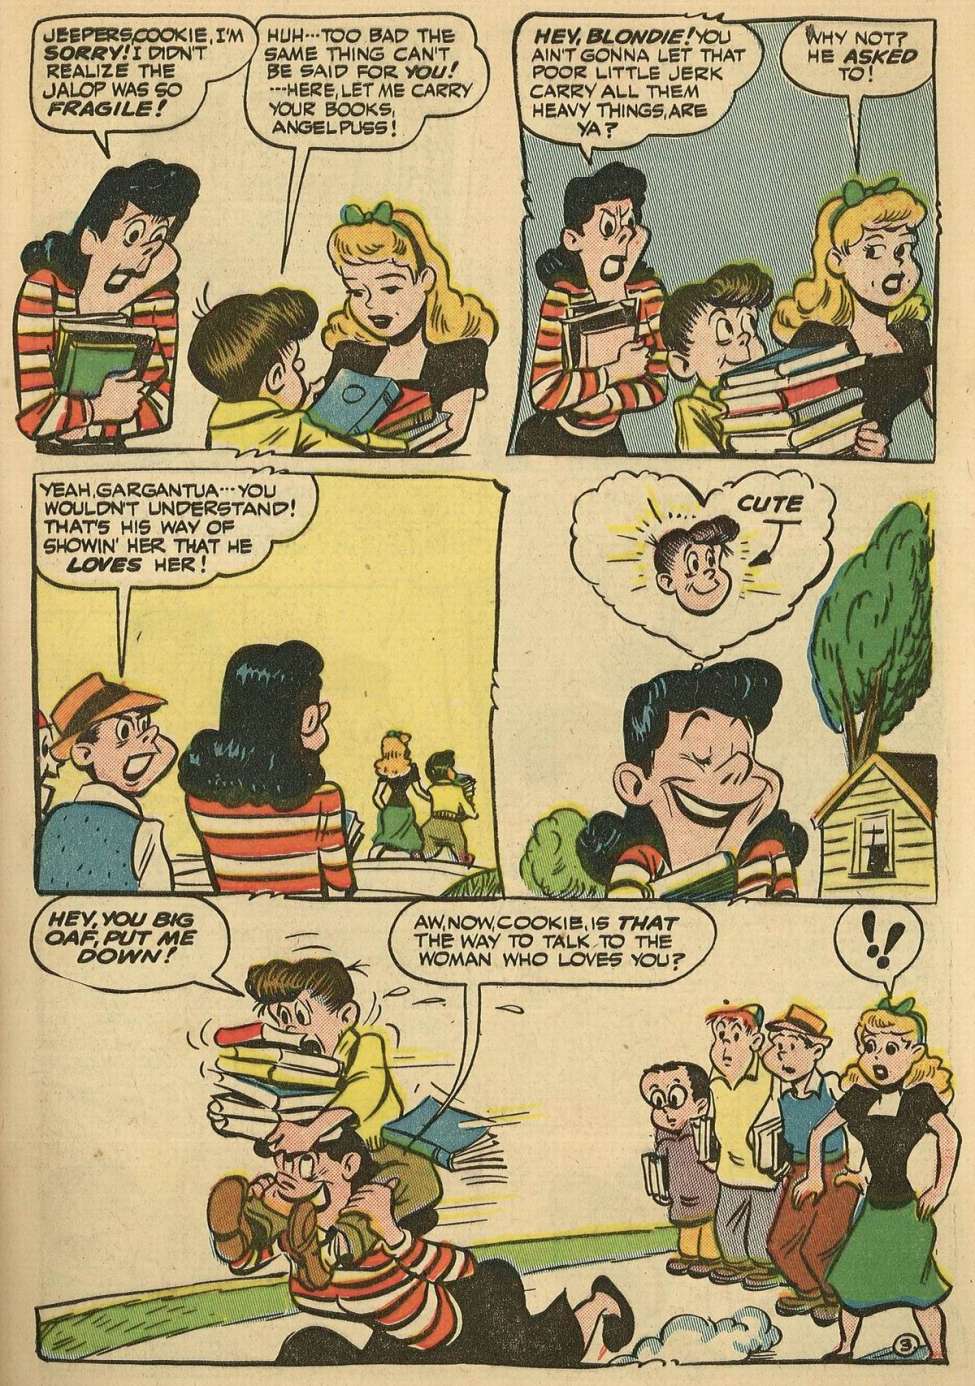 JEEPERS, COOKIE, I'M
SORRY! I DIDN'T
REALIZE THE
JALOP WAS SO
FRAGILE!
HUH---TOO BAD THE
SAME THING CAN'T
BE SAID FOR YOU!
---HERE, LET ME CARRY
YOUR BOOKS,
ANGELPUSS!
HEY, BLONDIE! YOU
AIN'T GONNA LET THAT
POOR LITTLE JERK
CARRY ALL THEM
HEAVY THINGS, ARE
YA?
WHY NOT?
HE ASKED
TO!
YEAH, GARGANTUA---YOU
WOULDN'T UNDERSTAND!
THAT'S HIS WAY OF
SHOWIN' HER THAT HE
LOVES HER!
CUTE
HEY, YOU BIG
OAF, PUT ME
DOWN!
AW, NOW, COOKIE, IS THAT
THE WAY TO TALK TO THE
WOMAN WHO LOVES YOU?
!!
3